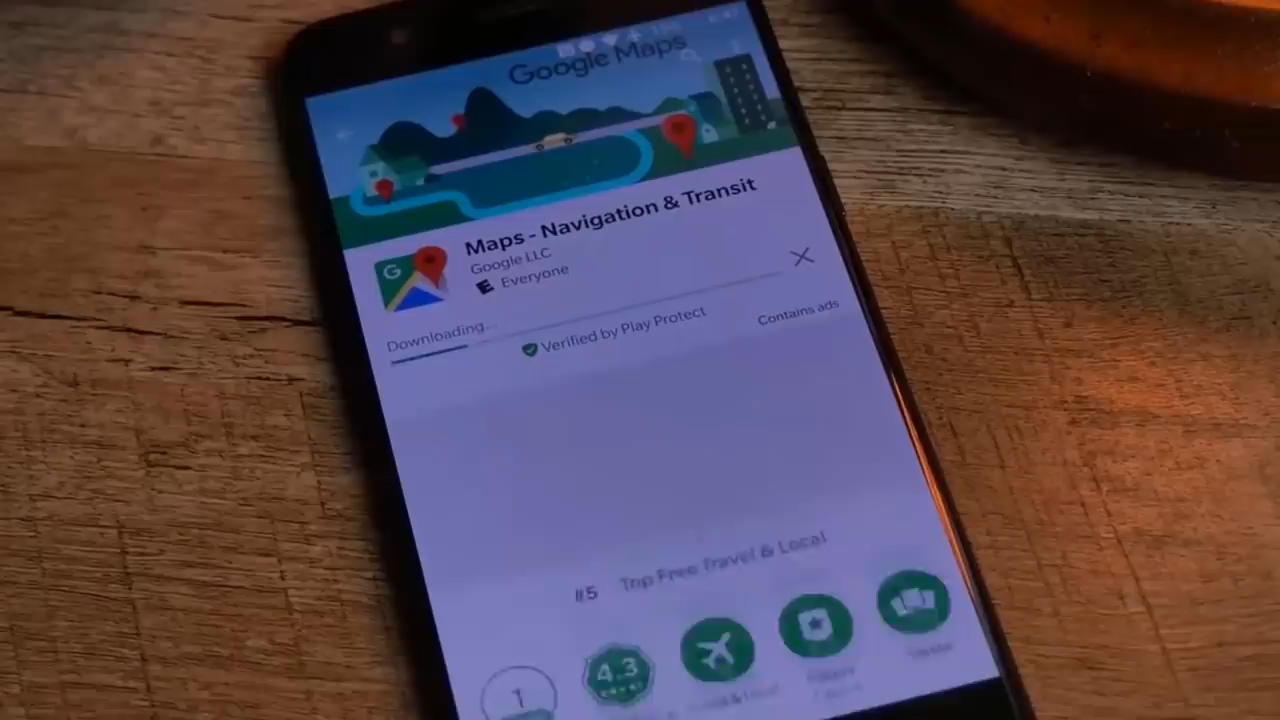 Google Maps
Maps - Navigation & Transit
Google LLC
G
E Everyone
Downloading...
Verified by Play Protect
Contains ads
#5 Top Free Travel & Local
1
4.3